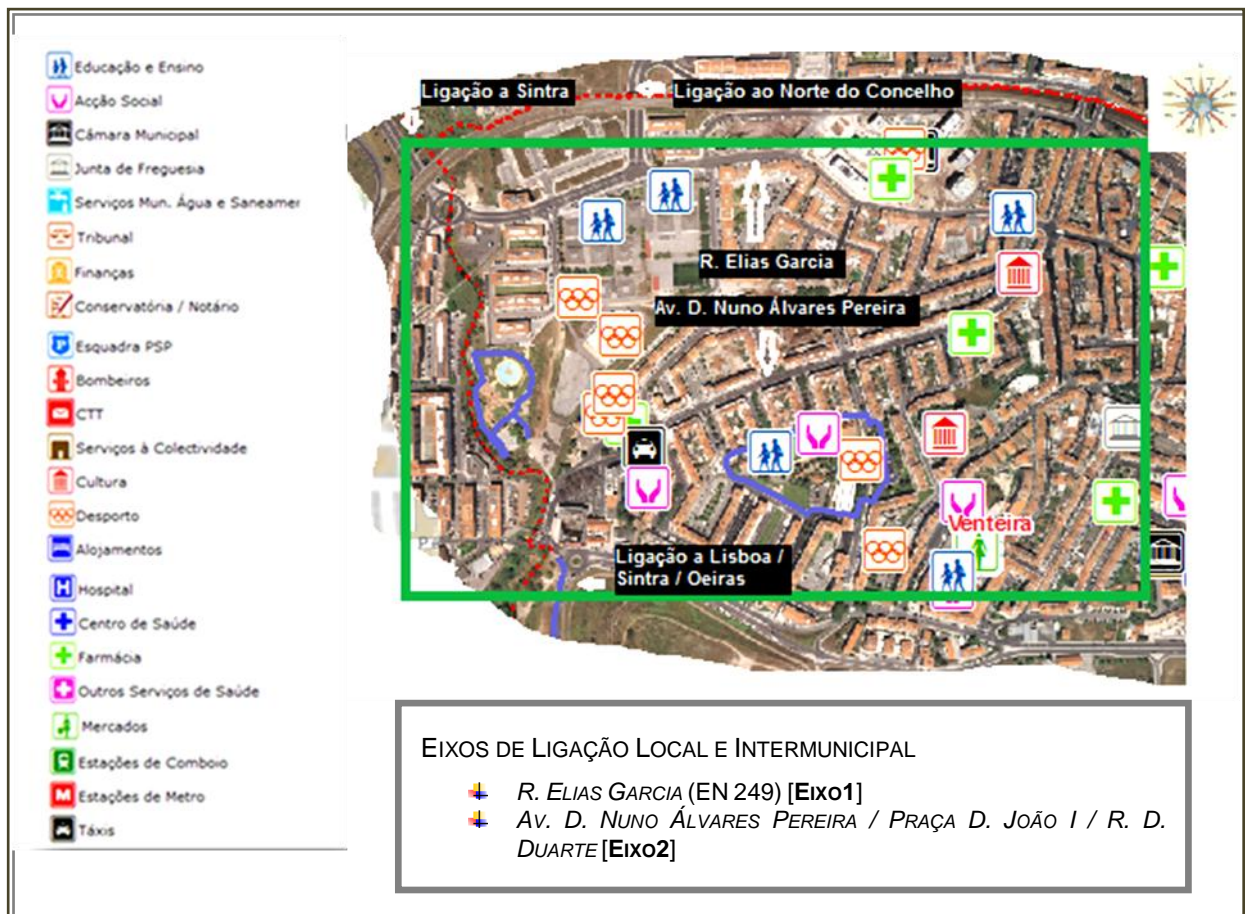 Educação e Ensino
Acção Social
Câmara Municipal
Junta de Freguesia
Serviços Mun. Água e Saneamer
Tribunal
Finanças
Conservatória / Notário
Esquadra PSP
Bombeiros
CTT
Serviços à Colectividade
Cultura
Desporto
Alojamentos
Hospital
Centro de Saúde
Farmácia
Outros Serviços de Saúde
Mercados
Estações de Comboio
Estações de Metro
Táxis
Ligação a Sintra
Ligação ao Norte do Concelho
R. Elias Garcia
Av. D. Nuno Álvares Pereira
Venteira
Ligação a Lisboa /
Sintra / Oeiras
EIXOS DE LIGAÇÃO LOCAL E INTERMUNICIPAL
R. ELIAS GARCIA (EN 249) [EIXO1]
AV. D. NUNO ÁLVARES PEREIRA / PRAÇA D. JOÃO I / R. D.
DUARTE [EIXO2]